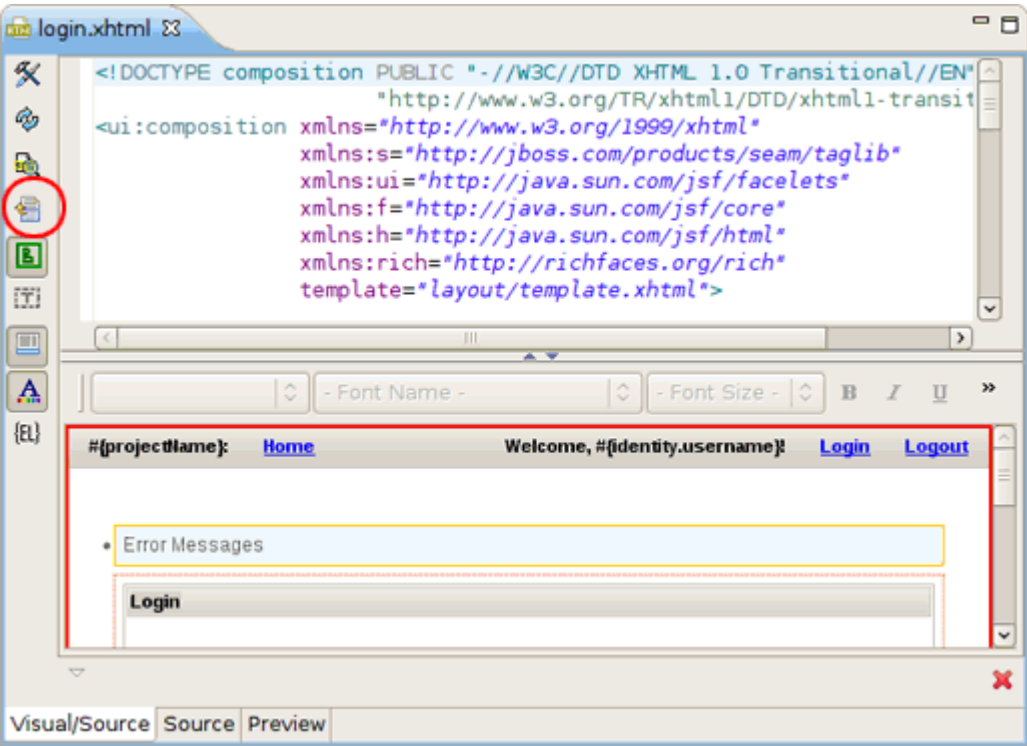 login.xhtml
<!DOCTYPE composition PUBLIC "-//W3C//DTD XHTML 1.0 Transitional//EN"
"http://www.w3.org/TR/xhtml1/DTD/xhtml1-transit
<ui:composition xmlns="http://www.w3.org/1999/xhtml"
xmlns:s="http://jboss.com/products/seam/taglib"
xmlns:ui="http://java.sun.com/jsf/facelets"
xmlns:f="http://java.sun.com/jsf/core"
xmlns:h="http://java.sun.com/jsf/html"
xmlns:rich="http://richfaces.org/rich"
template="layout/template.xhtml">
- Font Name - - Font Size - B I U »
{EL}
#{projectName}: Home Welcome, #{identity.username}! Login Logout
• Error Messages
Login
Visual/Source Source Preview